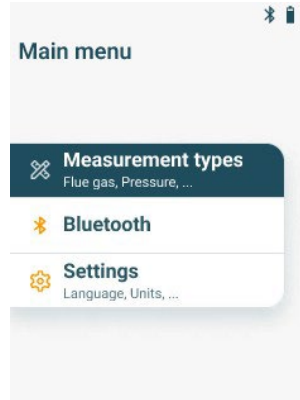 Main menu
Measurement types
Flue gas, Pressure, ...
Bluetooth
Settings
Language, Units, ...